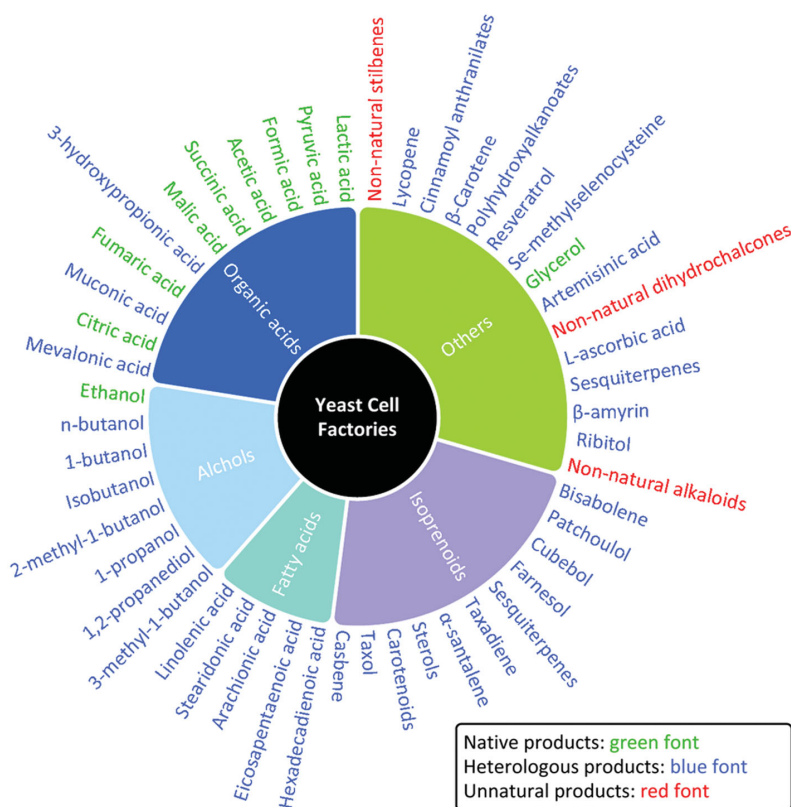 Non-natural stilbenes
Lycopene
Cinnamoyl anthranilates
β-Carotene
Polyhydroxyalkanoates
Resveratrol
Se-methylselenocysteine
Glycerol
Artemisinic acid
Non-natural dihydrochalcones
L-ascorbic acid
Sesquiterpenes
β-amyrin
Ribitol
Non-natural alkaloids
Bisabolene
Patchoulol
Cubebol
Farnesol
Sesquiterpenes
Taxadiene
α-santalene
Sterols
Carotenoids
Taxol
Casbene
Hexadecadienoic acid
Eicosapentaenoic acid
Arachionic acid
Stearidonic acid
Linolenic acid
3-methyl-1-butanol
1,2-propanediol
1-propanol
2-methyl-1-butanol
Isobutanol
1-butanol
n-butanol
Ethanol
Mevalonic acid
Citric acid
Muconic acid
Fumaric acid
3-hydroxypropionic acid
Malic acid
Succinic acid
Acetic acid
Formic acid
Pyruvic acid
Lactic acid
Organic acids
Others
Isoprenoids
Fatty acids
Alchols
Yeast Cell
Factories
Native products: green font
Heterologous products: blue font
Unnatural products: red font